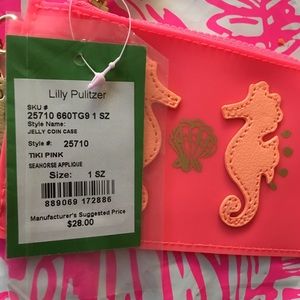 Lilly Pulitzer
SKU #
25710 660TG9 1 SZ
Style Name:
JELLY COIN CASE
Style #: 25710
TIKI PINK
SEAHORSE APPLIQUE
Size: 1 SZ
889069 172886
Manufacturer's Suggested Price
$28.00